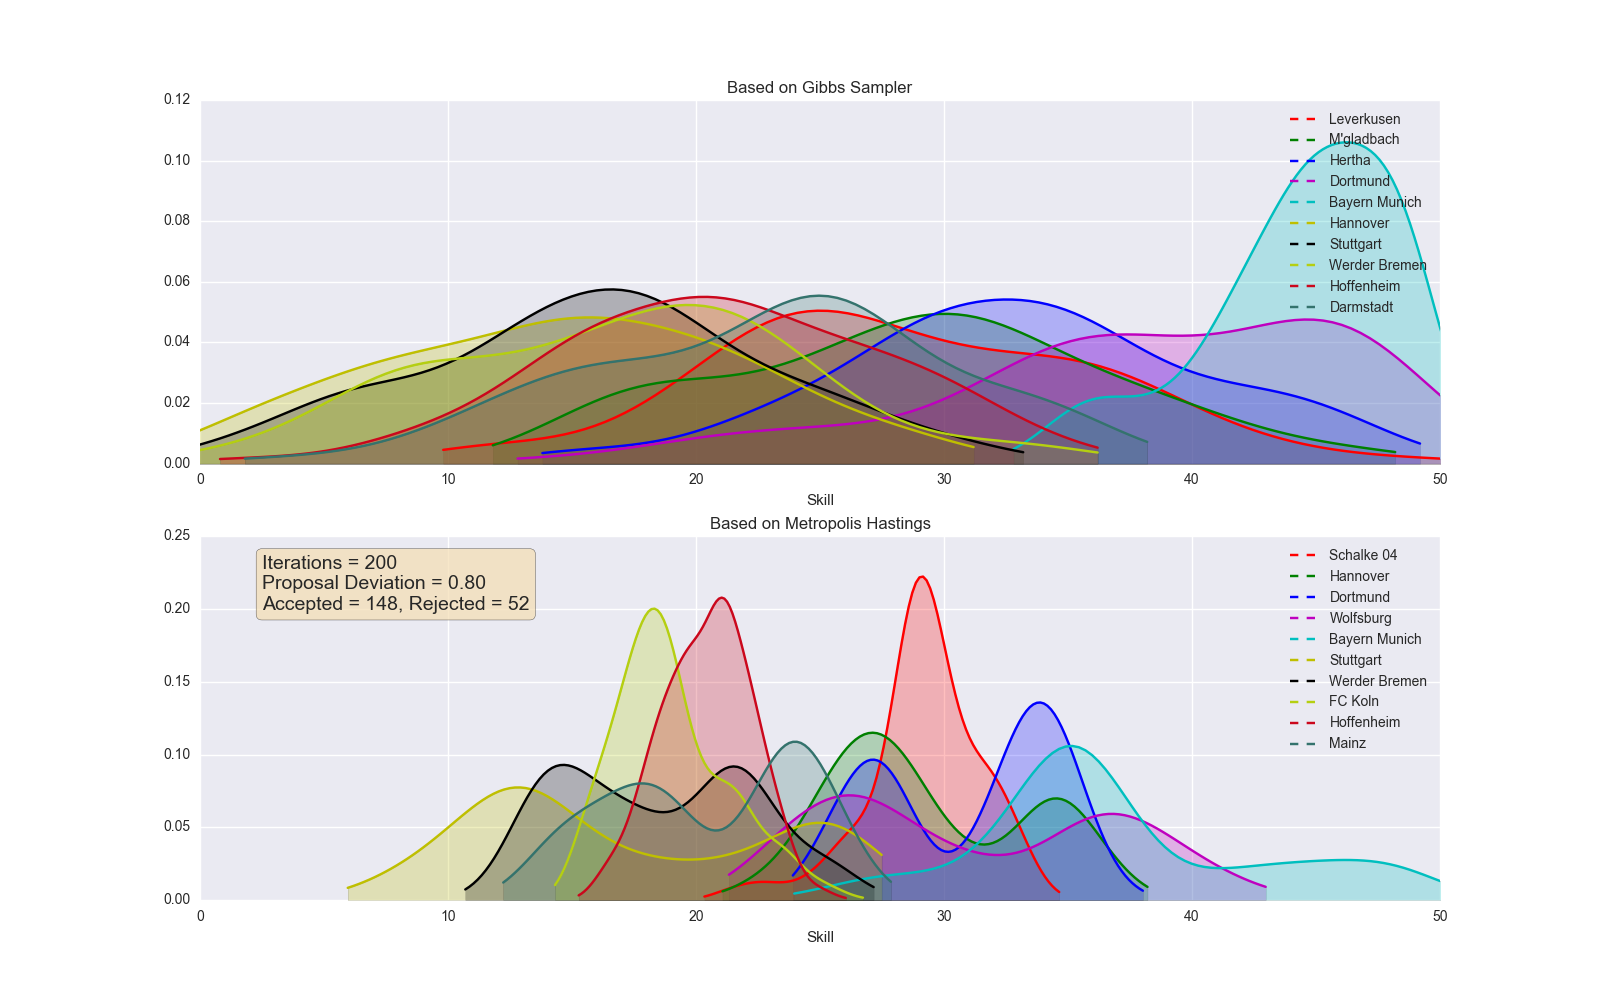 Based on Gibbs Sampler
0.12
0.10
0.08
0.06
0.04
0.02
0.00
Leverkusen
M'gladbach
Hertha
Dortmund
Bayern Munich
Hannover
Stuttgart
Werder Bremen
Hoffenheim
Darmstadt
0 10 20 30 40 50
Skill
Based on Metropolis Hastings
0.25
0.20
0.15
0.10
0.05
0.00
Iterations = 200
Proposal Deviation = 0.80
Accepted = 148, Rejected = 52
Schalke 04
Hannover
Dortmund
Wolfsburg
Bayern Munich
Stuttgart
Werder Bremen
FC Koln
Hoffenheim
Mainz
0 10 20 30 40 50
Skill